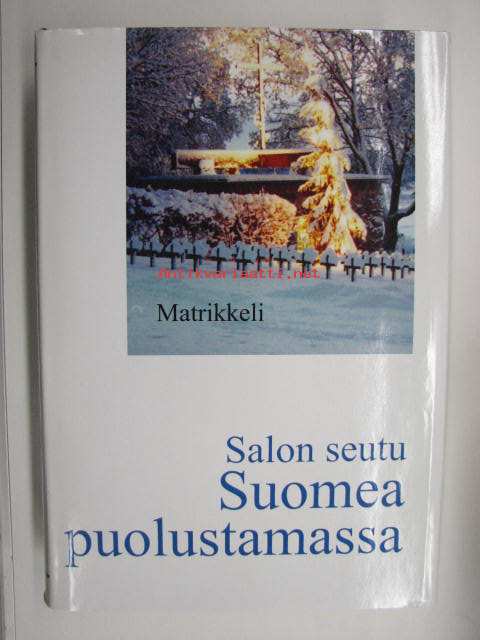 Antikvariaatti.net
Matrikkeli
Salon seutu
Suomea
puolustamassa